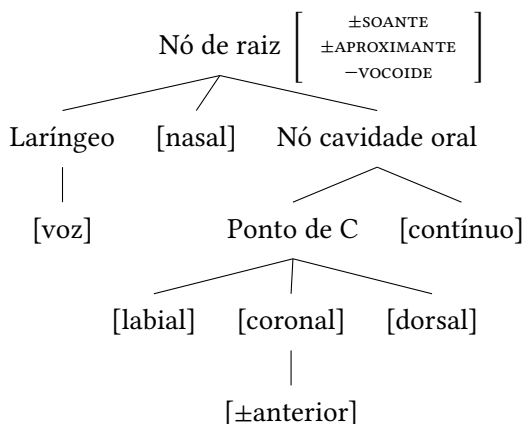 Nó de raiz
±SOANTE
±APROXIMANTE
−VOCOIDE
Laríngeo [nasal] Nó cavidade oral
[voz] Ponto de C [contínuo]
[labial] [coronal] [dorsal]
[±anterior]